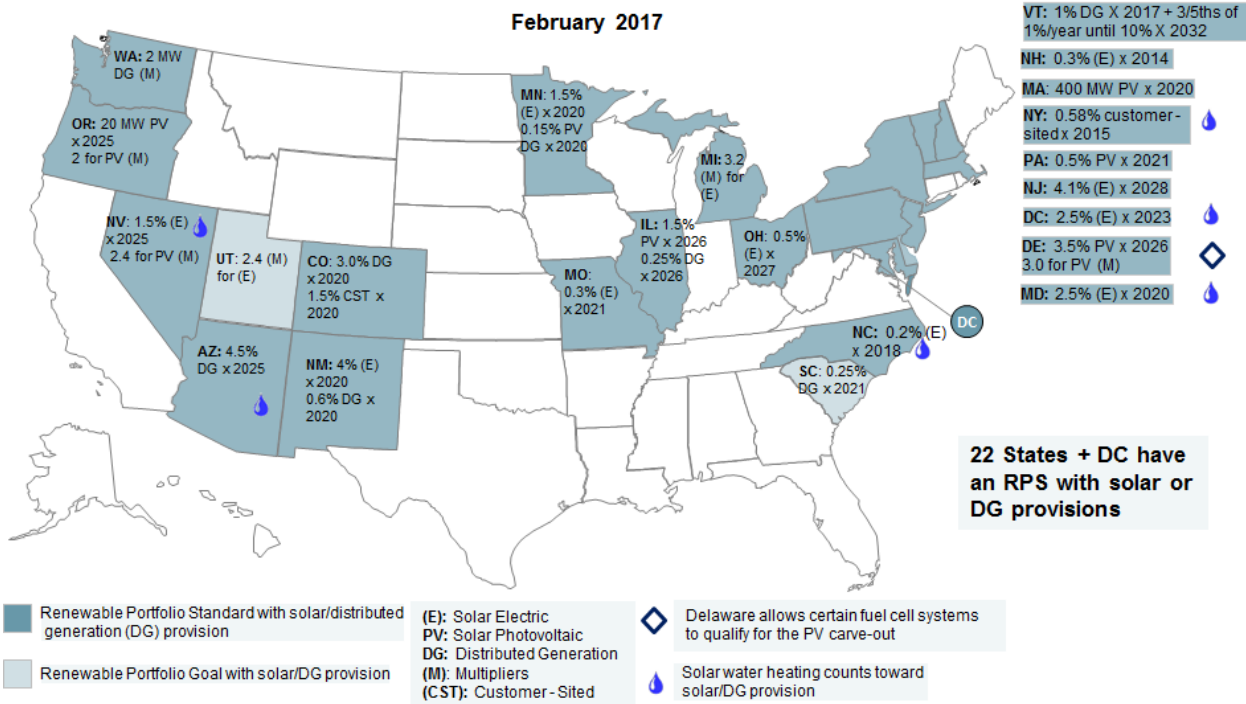 February 2017
WA: 2 MW
DG (M)
OR: 20 MW PV
x 2025
2 for PV (M)
NV: 1.5% (E)
x 2025
2.4 for PV (M)
UT: 2.4 (M)
for (E)
CO: 3.0% DG
x 2020
1.5% CST x
2020
AZ: 4.5%
DG x 2025
NM: 4% (E)
x 2020
0.6% DG x
2020
MN: 1.5%
(E) x 2020
0.15% PV
DG x 2020
MO:
0.3% (E)
x 2021
IL: 1.5%
PV x 2026
0.25% DG
x 2026
MI: 3.2
(M) for
(E)
OH: 0.5%
(E) x
2027
NC: 0.2% (E)
x 2018
SC: 0.25%
DG x 2021
DC
VT: 1% DG X 2017 + 3/5ths of
1%/year until 10% X 2032
NH: 0.3% (E) x 2014
MA: 400 MW PV x 2020
NY: 0.58% customer-
sited x 2015
PA: 0.5% PV x 2021
NJ: 4.1% (E) x 2028
DC: 2.5% (E) x 2023
DE: 3.5% PV x 2026
3.0 for PV (M)
MD: 2.5% (E) x 2020
22 States + DC have
an RPS with solar or
DG provisions
Renewable Portfolio Standard with solar/distributed
generation (DG) provision
Renewable Portfolio Goal with solar/DG provision
(E): Solar Electric
PV: Solar Photovoltaic
DG: Distributed Generation
(M): Multipliers
(CST): Customer-Sited
Delaware allows certain fuel cell systems
to qualify for the PV carve-out
Solar water heating counts toward
solar/DG provision